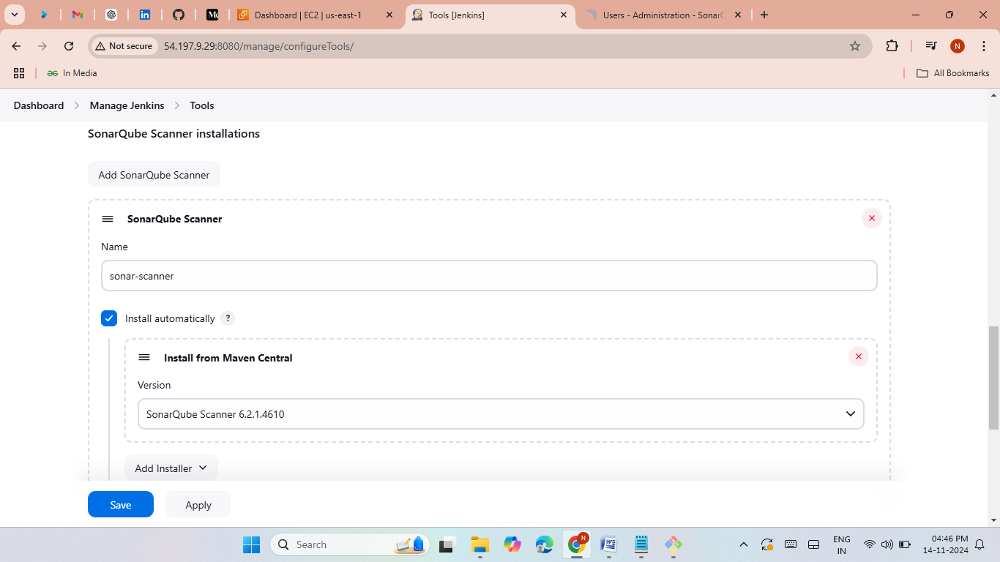 Dashboard | EC2 | us-east-1
Tools [Jenkins]
Users - Administration - SonarQ
Not secure
54.197.9.29:8080/manage/configureTools/
N
In Media
All Bookmarks
Dashboard
Manage Jenkins
Tools
SonarQube Scanner installations
Add SonarQube Scanner
SonarQube Scanner
Name
sonar-scanner
Install automatically ?
Install from Maven Central
Version
SonarQube Scanner 6.2.1.4610
Add Installer
Save
Apply
Search
N
ENG
IN
04:46 PM
14-11-2024